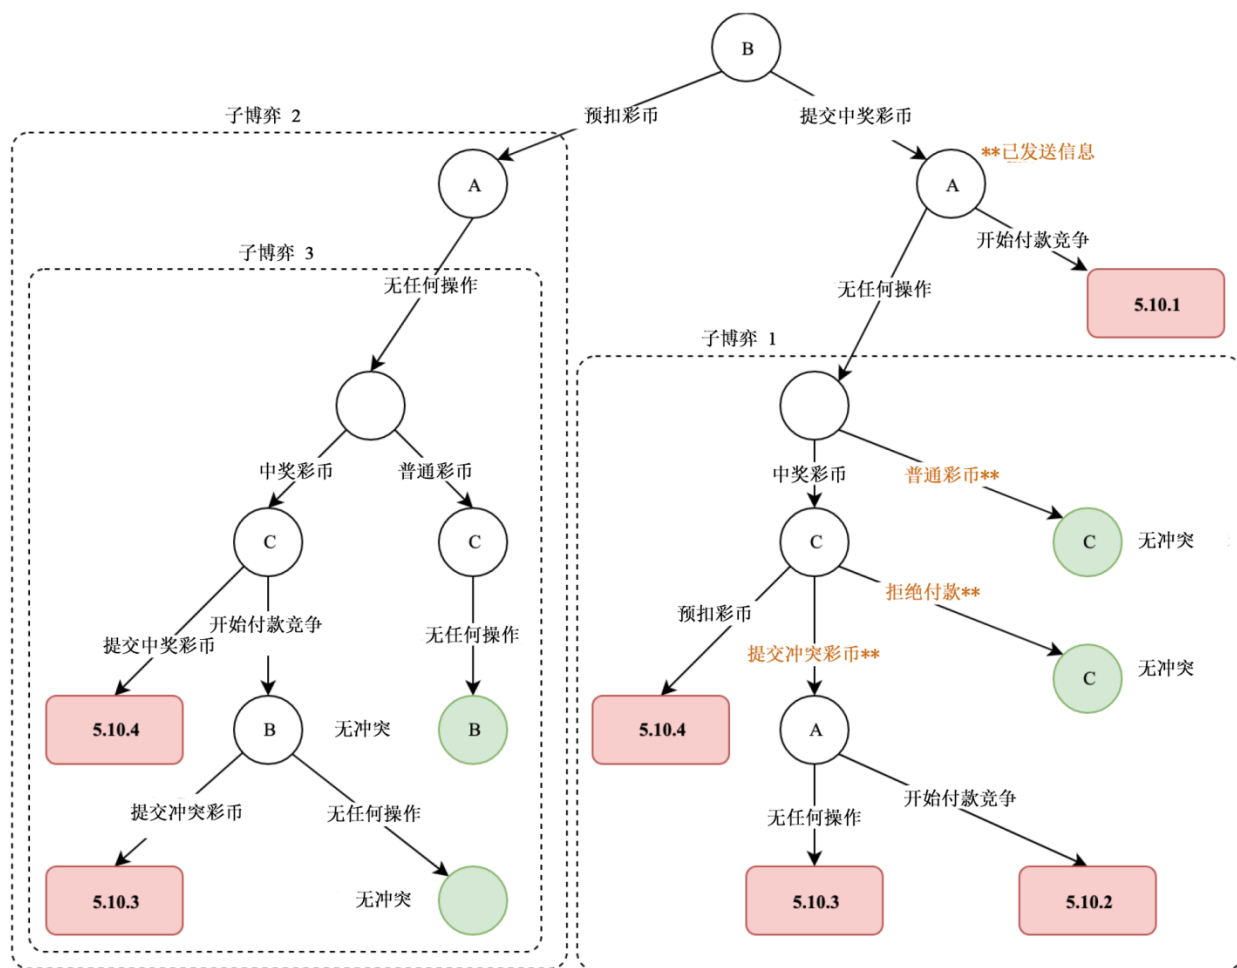 B
子博弈 2
预扣彩币
提交中奖彩币
A
A
**已发送信息
子博弈 3
开始付款竞争
无任何操作
无任何操作
5.10.1
子博弈 1
中奖彩币
普通彩币
中奖彩币
普通彩币**
C
C
C
C
无冲突
预扣彩币
拒绝付款**
提交中奖彩币
开始付款竞争
无任何操作
提交冲突彩币**
C
无冲突
5.10.4
B
无冲突
B
5.10.4
A
提交冲突彩币
无任何操作
无任何操作
开始付款竞争
5.10.3
无冲突
5.10.3
5.10.2